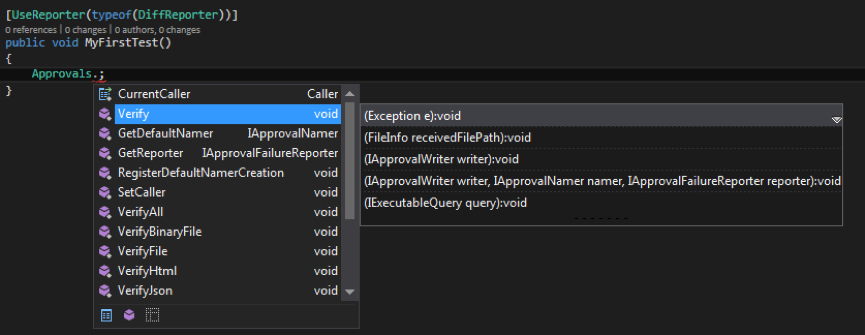 [UseReporter(typeof(DiffReporter))]
0 references | 0 changes | 0 authors, 0 changes
public void MyFirstTest()
{
Approvals.;
}
CurrentCaller Caller
Verify void
GetDefaultNamer IApprovalNamer
GetReporter IApprovalFailureReporter
RegisterDefaultNamerCreation void
SetCaller void
VerifyAll void
VerifyBinaryFile void
VerifyFile void
VerifyHtml void
VerifyJson void
(Exception e):void
(FileInfo receivedFilePath):void
(IApprovalWriter writer):void
(IApprovalWriter writer, IApprovalNamer namer, IApprovalFailureReporter reporter):void
(IExecutableQuery query):void